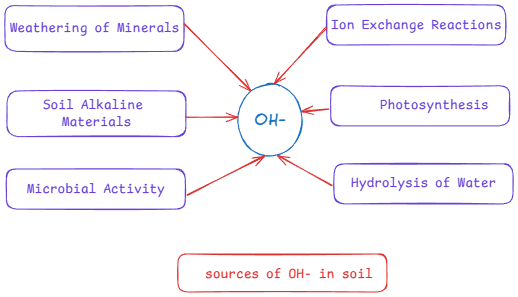 Weathering of Minerals
Ion Exchange Reactions
Soil Alkaline
Materials
OH-
Photosynthesis
Microbial Activity
Hydrolysis of Water
sources of OH- in soil